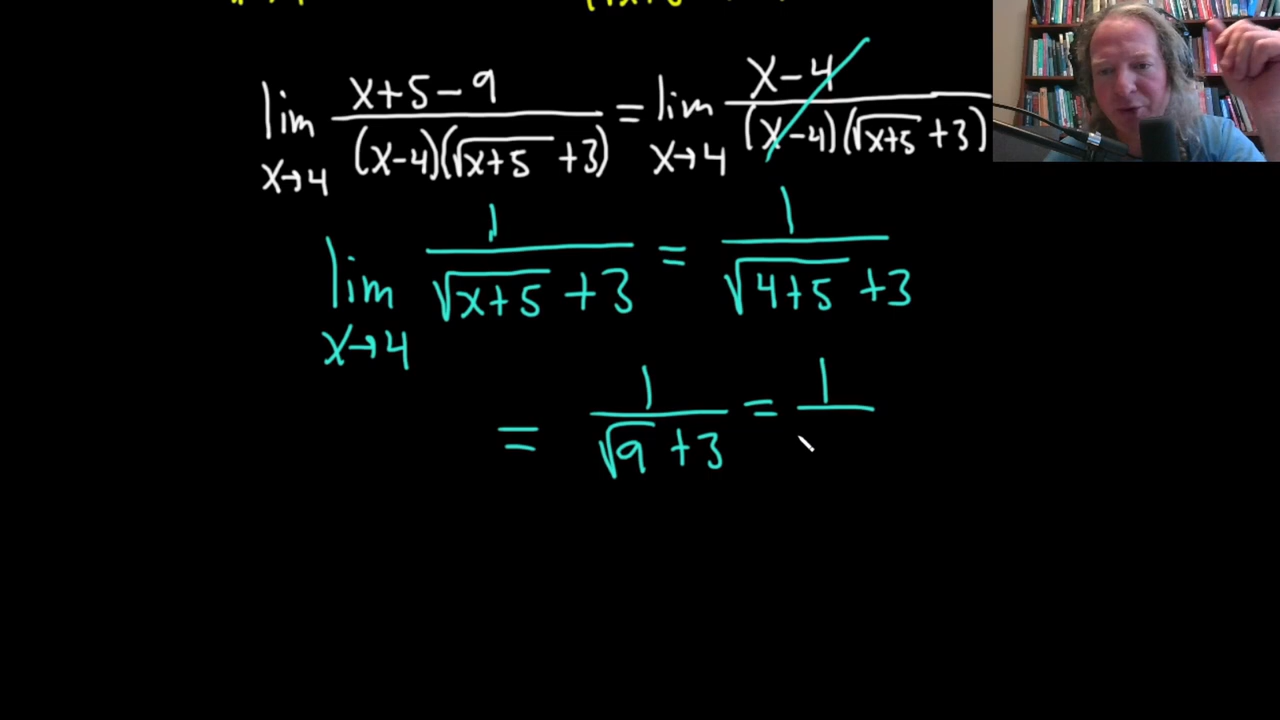 lim x→4 (x+5-9)/((x-4)(√(x+5) +3)) = lim x→4 (x-4)/((x-4)(√(x+5) +3))
lim x→4 1/(√(x+5) +3) = 1/(√(4+5) +3)
= 1/(√9 +3) = 1/